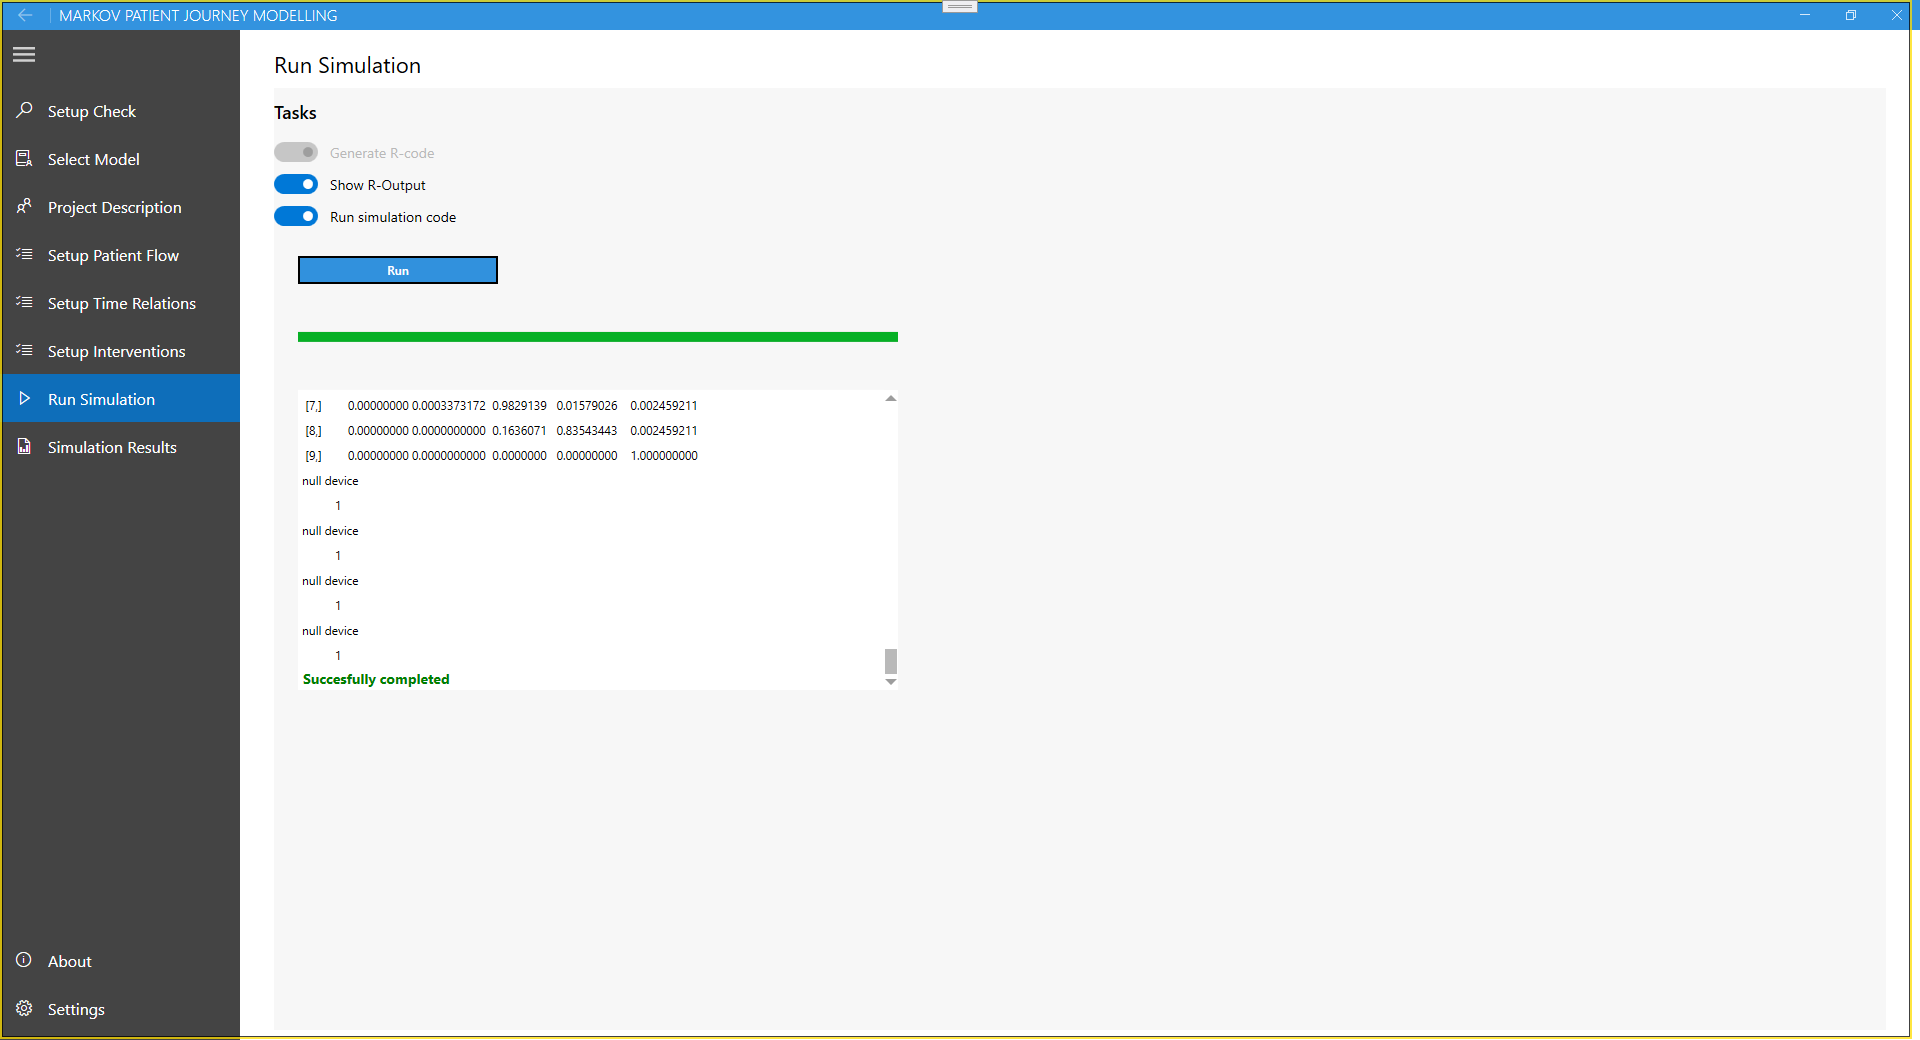 MARKOV PATIENT JOURNEY MODELLING
Setup Check
Select Model
Project Description
Setup Patient Flow
Setup Time Relations
Setup Interventions
Run Simulation
Simulation Results
About
Settings
Run Simulation
Tasks
Generate R-code
Show R-Output
Run simulation code
Run
[7,] 0.00000000 0.0003373172 0.9829139 0.01579026 0.002459211
[8,] 0.00000000 0.0000000000 0.1636071 0.83543443 0.002459211
[9,] 0.00000000 0.0000000000 0.0000000 0.00000000 1.000000000
null device
1
null device
1
null device
1
null device
1
Succesfully completed